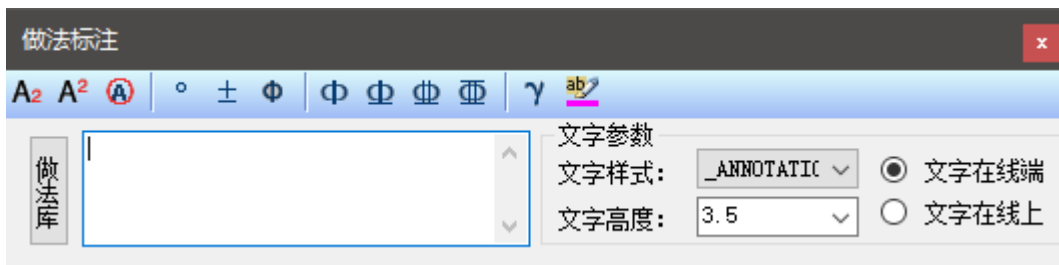 做法标注
x
A2 A² Ⓐ ° ± Φ γ ab
做法库
文字参数
文字样式： _ANNOTATIC
文字在线端
文字高度： 3.5
文字在线上